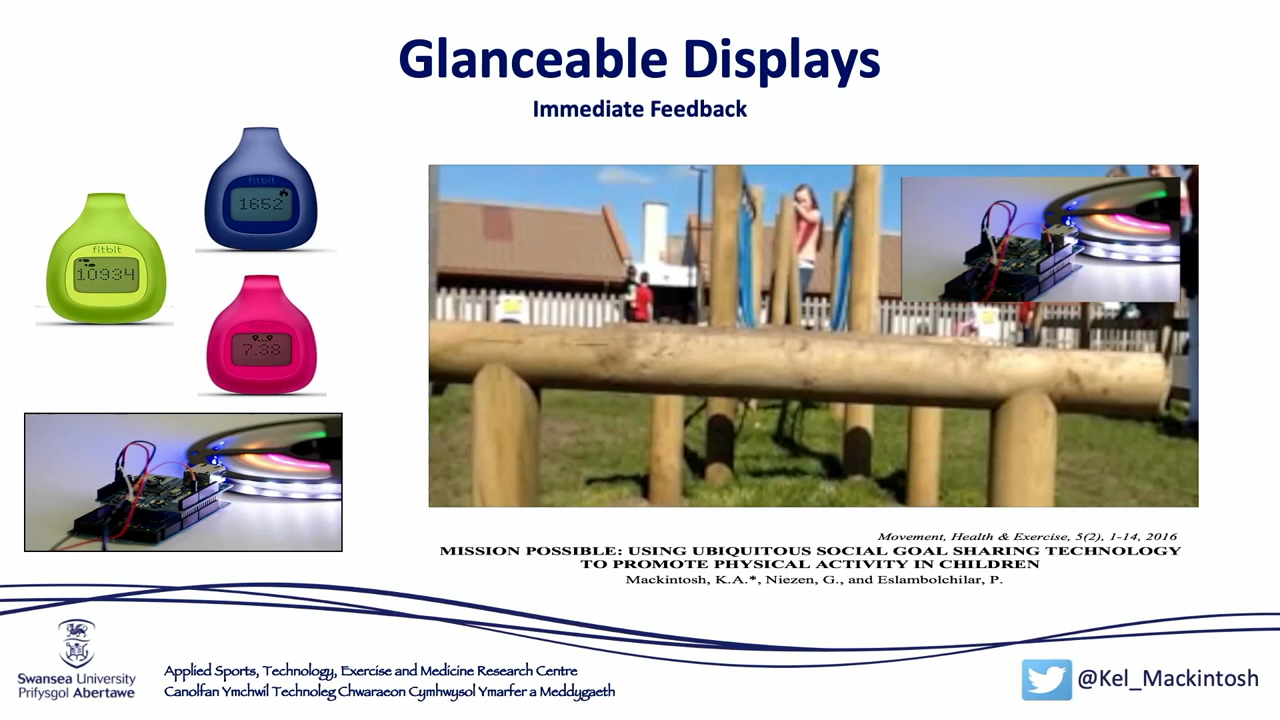 Glanceable Displays
Immediate Feedback
fitbit
1652
fitbit
10934
7.38
Movement, Health & Exercise, 5(2), 1-14, 2016
MISSION POSSIBLE: USING UBIQUITOUS SOCIAL GOAL SHARING TECHNOLOGY
TO PROMOTE PHYSICAL ACTIVITY IN CHILDREN
Mackintosh, K.A.*, Niezen, G., and Eslambolchilar, P.
Swansea University
Prifysgol Abertawe
Applied Sports, Technology, Exercise and Medicine Research Centre
Canolfan Ymchwil Technoleg Chwaraeon Cymhwysol Ymarfer a Meddygaeth
@Kel_Mackintosh